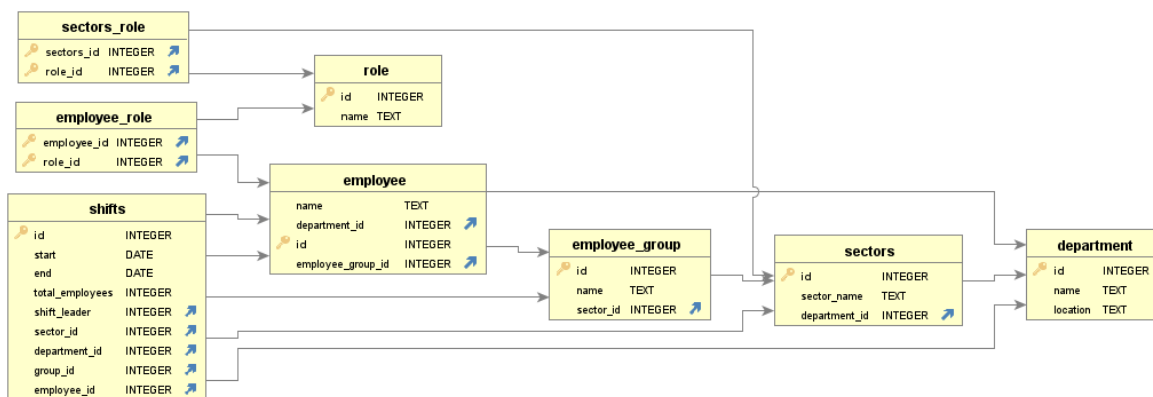 sectors_role
sectors_id INTEGER
role_id INTEGER
role
id INTEGER
name TEXT
employee_role
employee_id INTEGER
role_id INTEGER
employee
name TEXT
department_id INTEGER
id INTEGER
employee_group_id INTEGER
shifts
id INTEGER
start DATE
end DATE
total_employees INTEGER
shift_leader INTEGER
sector_id INTEGER
department_id INTEGER
group_id INTEGER
employee_id INTEGER
employee_group
id INTEGER
name TEXT
sector_id INTEGER
sectors
id INTEGER
sector_name TEXT
department_id INTEGER
department
id INTEGER
name TEXT
location TEXT